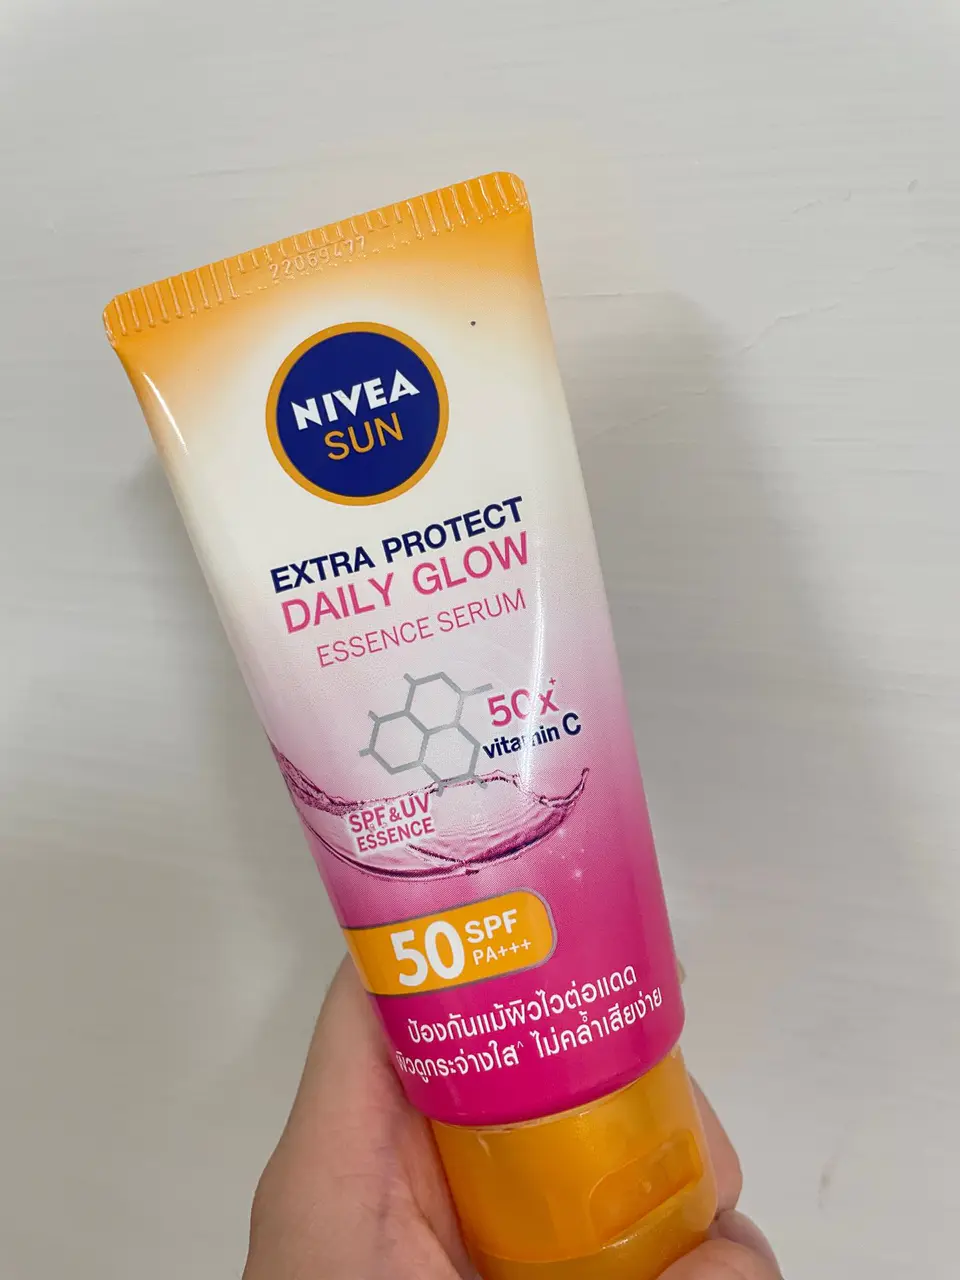 22069477
NIVEA
SUN
EXTRA PROTECT
DAILY GLOW
ESSENCE SERUM
50x+
vitamin C
SPF&UV
ESSENCE
50 SPF
PA+++
ป้องกันแม้ผิวไวต่อแดด
ผิวดูกระจ่างใส^ ไม่คล้ำเสียง่าย